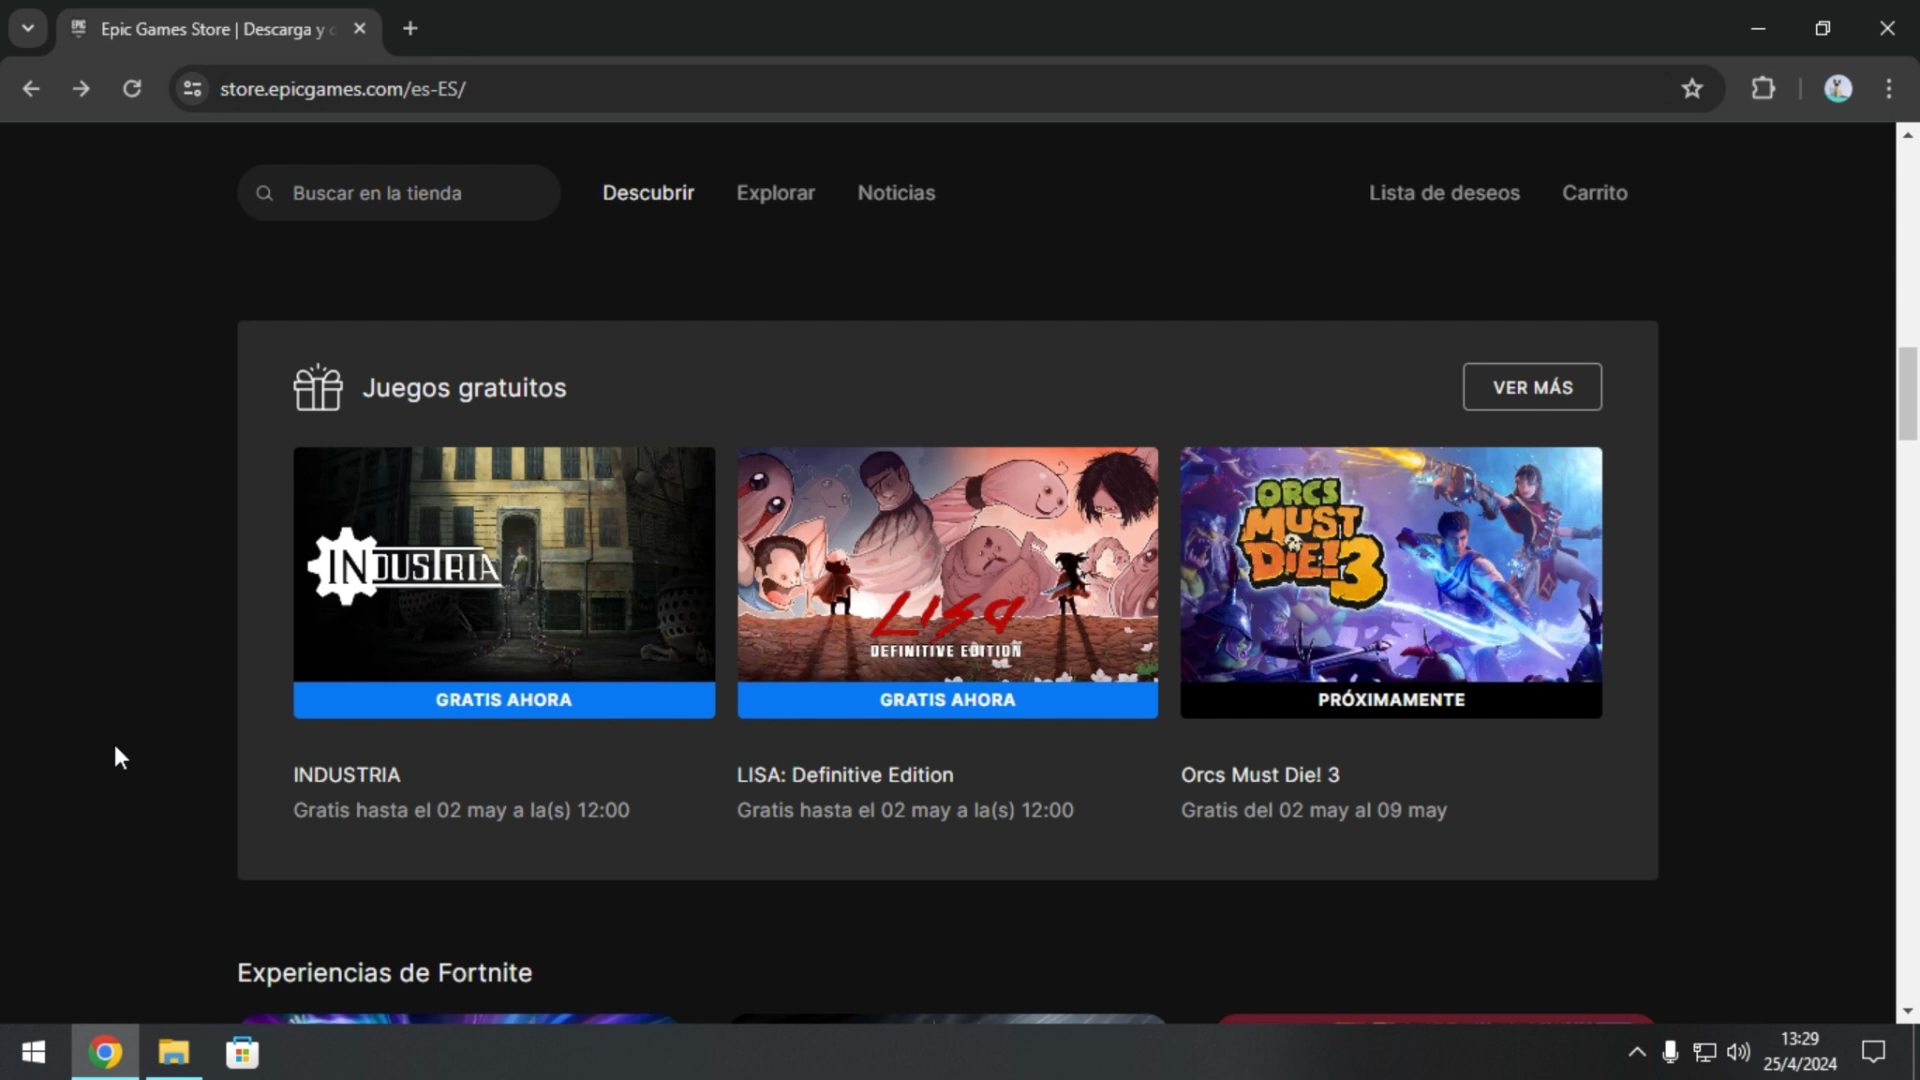 Epic Games Store | Descarga y
store.epicgames.com/es-ES/
Buscar en la tienda
Descubrir
Explorar
Noticias
Lista de deseos
Carrito
Juegos gratuitos
VER MÁS
INDUSTRIA
LISA
DEFINITIVE EDITION
ORCS
MUST
DIE! 3
GRATIS AHORA
GRATIS AHORA
PRÓXIMAMENTE
INDUSTRIA
Gratis hasta el 02 may a la(s) 12:00
LISA: Definitive Edition
Gratis hasta el 02 may a la(s) 12:00
Orcs Must Die! 3
Gratis del 02 may al 09 may
Experiencias de Fortnite
13:29
25/4/2024